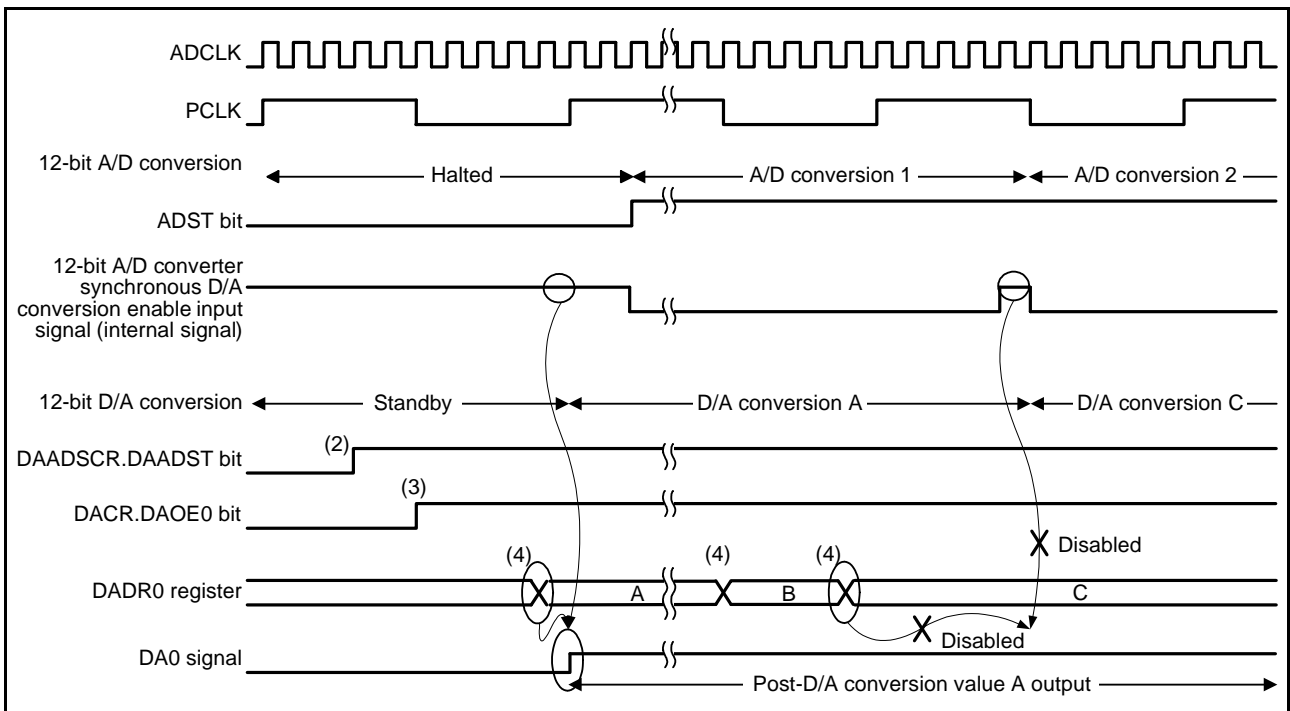 ADCLK
PCLK
12-bit A/D conversion
Halted
A/D conversion 1
A/D conversion 2
ADST bit
12-bit A/D converter
synchronous D/A
conversion enable input
signal (internal signal)
12-bit D/A conversion
Standby
D/A conversion A
D/A conversion C
(2)
DAADSCR.DAADST bit
(3)
DACR.DAOE0 bit
Disabled
(4)
(4)
(4)
DADR0 register
A
B
C
Disabled
DA0 signal
Post-D/A conversion value A output